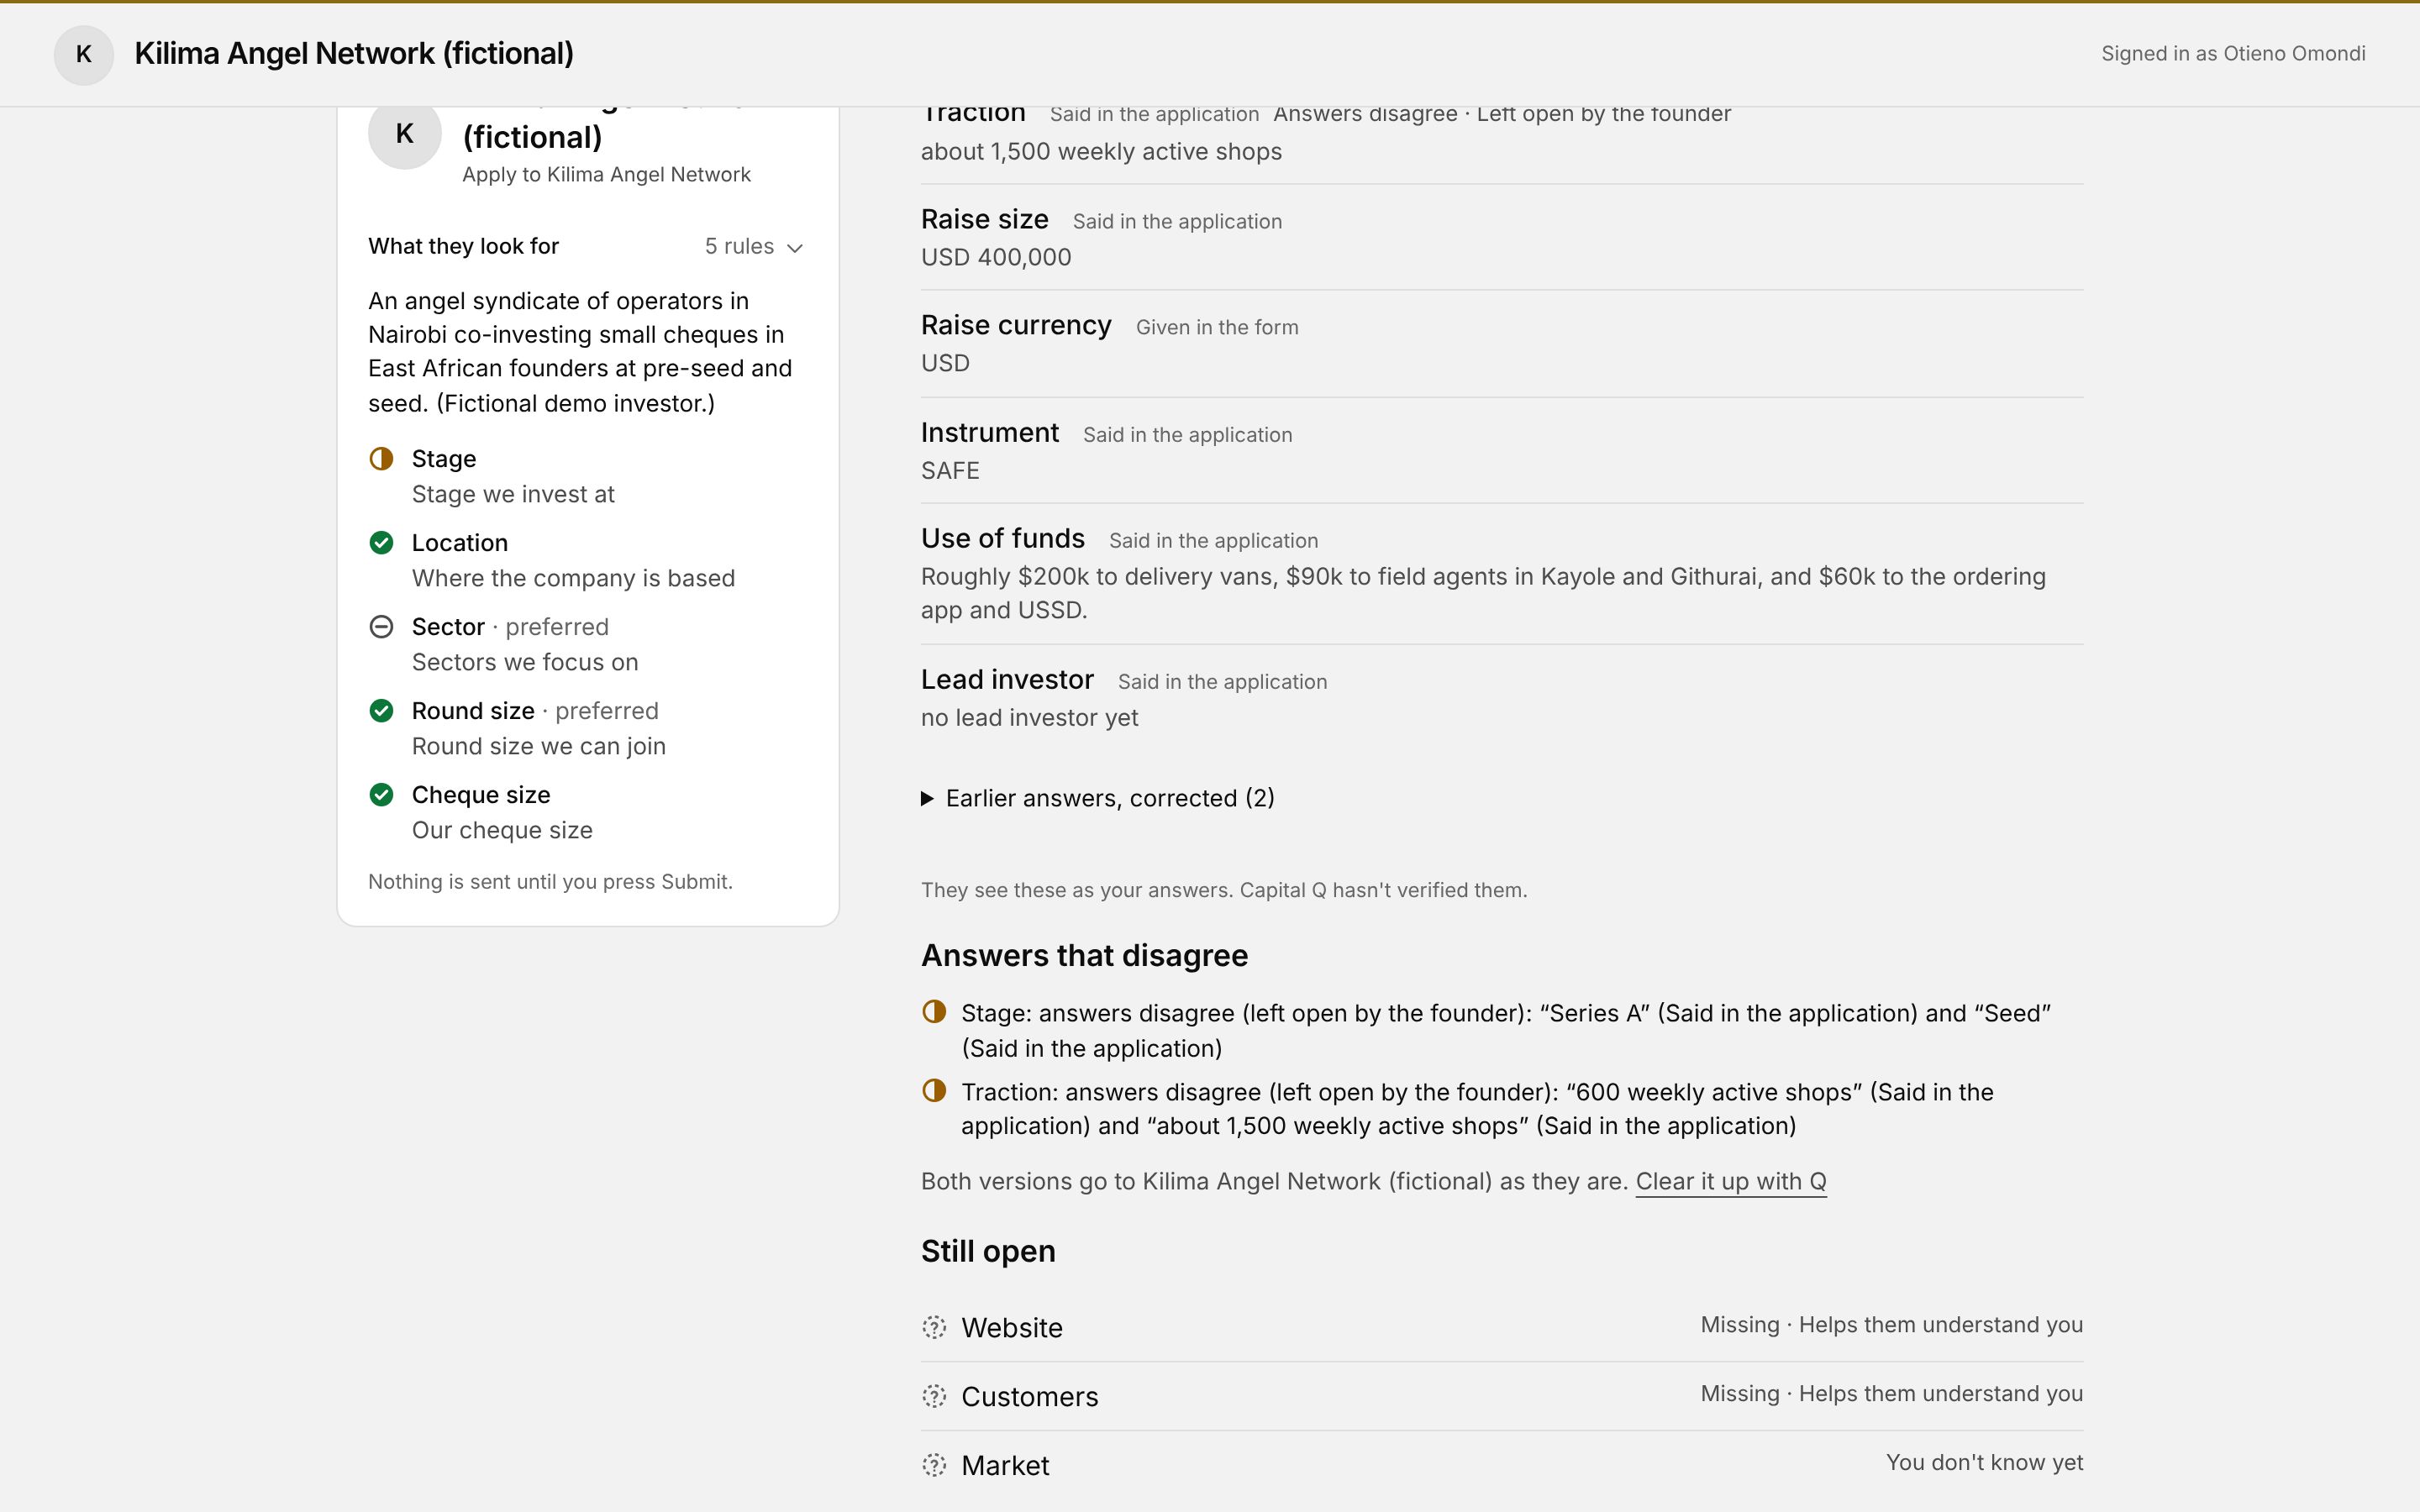 K
Kilima Angel Network (fictional)
Signed in as Otieno Omondi
K
(fictional)
Apply to Kilima Angel Network
What they look for
5 rules
An angel syndicate of operators in
Nairobi co-investing small cheques in
East African founders at pre-seed and
seed. (Fictional demo investor.)
Stage
Stage we invest at
Location
Where the company is based
Sector · preferred
Sectors we focus on
Round size · preferred
Round size we can join
Cheque size
Our cheque size
Nothing is sent until you press Submit.
Traction Said in the application Answers disagree · Left open by the founder
about 1,500 weekly active shops
Raise size Said in the application
USD 400,000
Raise currency Given in the form
USD
Instrument Said in the application
SAFE
Use of funds Said in the application
Roughly $200k to delivery vans, $90k to field agents in Kayole and Githurai, and $60k to the ordering
app and USSD.
Lead investor Said in the application
no lead investor yet
Earlier answers, corrected (2)
They see these as your answers. Capital Q hasn't verified them.
Answers that disagree
Stage: answers disagree (left open by the founder): “Series A” (Said in the application) and “Seed”
(Said in the application)
Traction: answers disagree (left open by the founder): “600 weekly active shops” (Said in the
application) and “about 1,500 weekly active shops” (Said in the application)
Both versions go to Kilima Angel Network (fictional) as they are. Clear it up with Q
Still open
Website
Missing · Helps them understand you
Customers
Missing · Helps them understand you
Market
You don't know yet